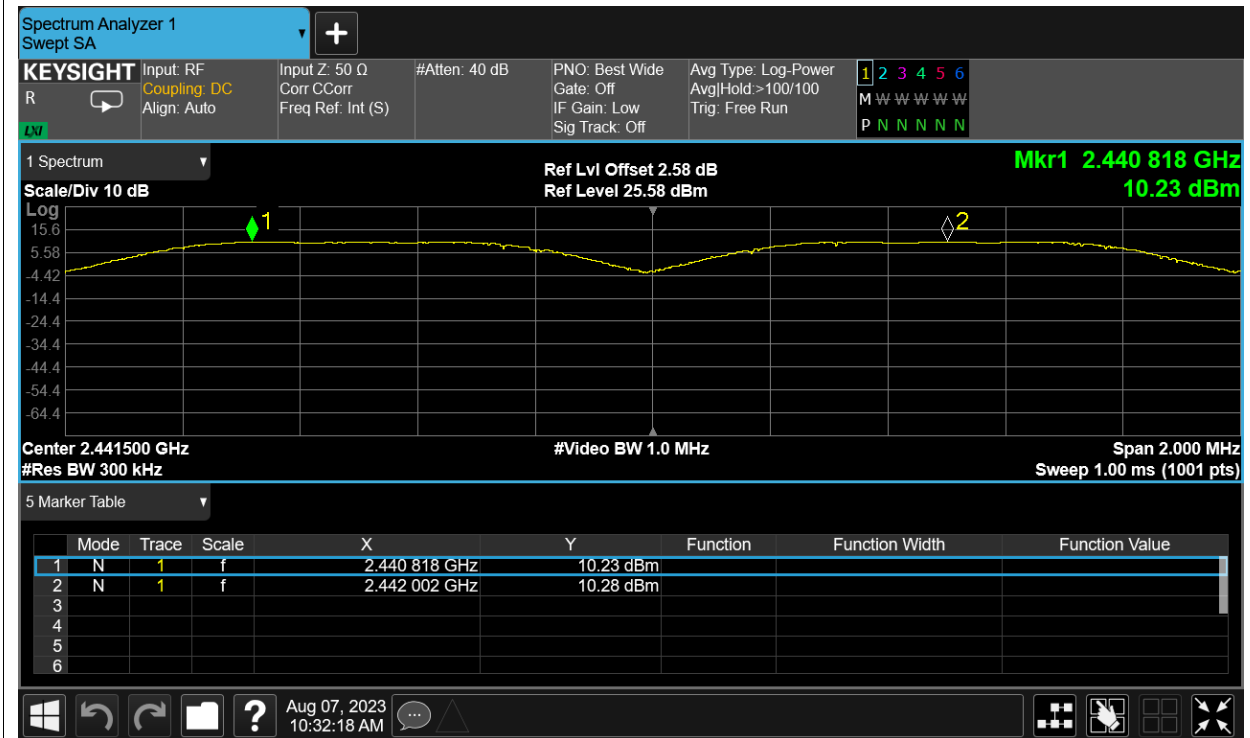 Spectrum Analyzer 1
Swept SA
+
KEYSIGHT
R
LXI
Input: RF
Coupling: DC
Align: Auto
Input Z: 50 Ω
Corr CCorr
Freq Ref: Int (S)
#Atten: 40 dB
PNO: Best Wide
Gate: Off
IF Gain: Low
Sig Track: Off
Avg Type: Log-Power
Avg|Hold:>100/100
Trig: Free Run
1 2 3 4 5 6
M W W W W W
P N N N N N
1 Spectrum
Scale/Div 10 dB
Ref Lvl Offset 2.58 dB
Ref Level 25.58 dBm
Mkr1 2.440 818 GHz
10.23 dBm
Log
15.6
5.58
-4.42
-14.4
-24.4
-34.4
-44.4
-54.4
-64.4
1
2
Center 2.441500 GHz
#Res BW 300 kHz
#Video BW 1.0 MHz
Span 2.000 MHz
Sweep 1.00 ms (1001 pts)
5 Marker Table
Mode Trace Scale X Y Function Function Width Function Value
1 N 1 f 2.440 818 GHz 10.23 dBm
2 N 1 f 2.442 002 GHz 10.28 dBm
3
4
5
6
?
Aug 07, 2023
10:32:18 AM